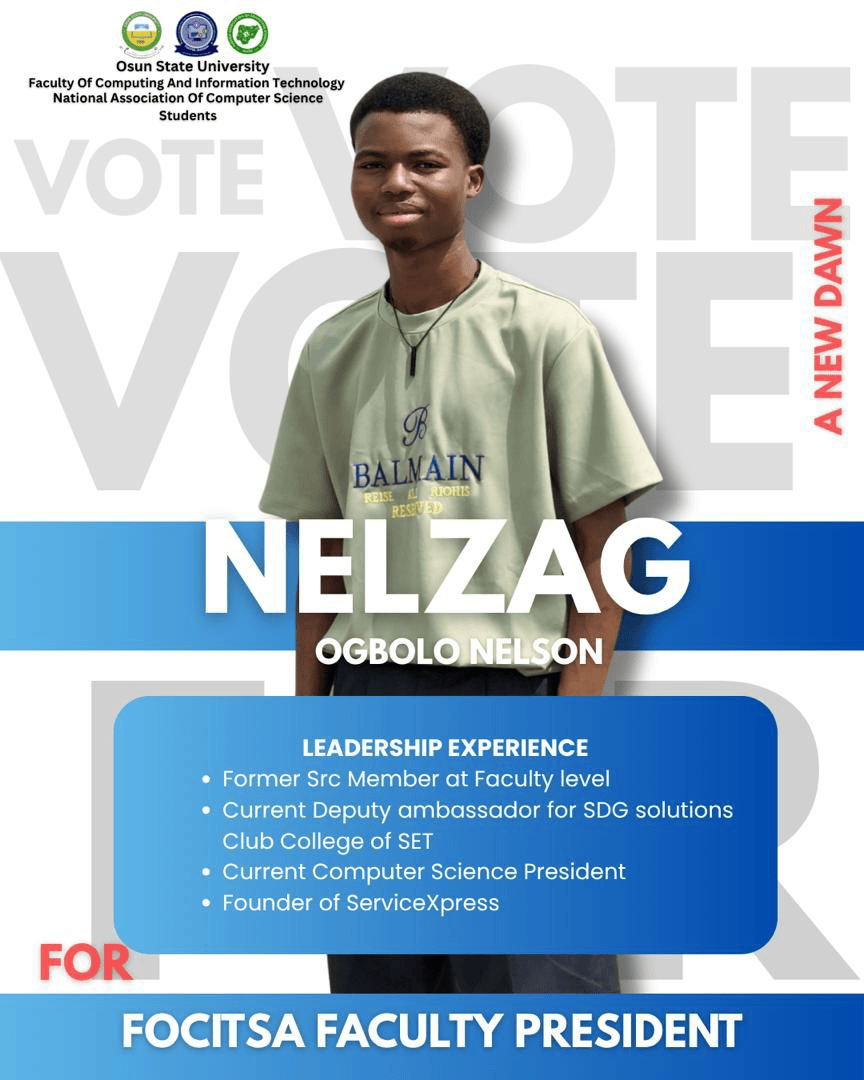 Osun State University
Faculty Of Computing And Information Technology
National Association Of Computer Science
Students
VOTE
VOTE
VOTE
A NEW DAWN
B
BALMAIN
RESERVED
NELZAG
OGBOLO NELSON
LEADERSHIP EXPERIENCE
• Former Src Member at Faculty level
• Current Deputy ambassador for SDG solutions
Club College of SET
• Current Computer Science President
• Founder of ServiceXpress
FOR
FOCITSA FACULTY PRESIDENT